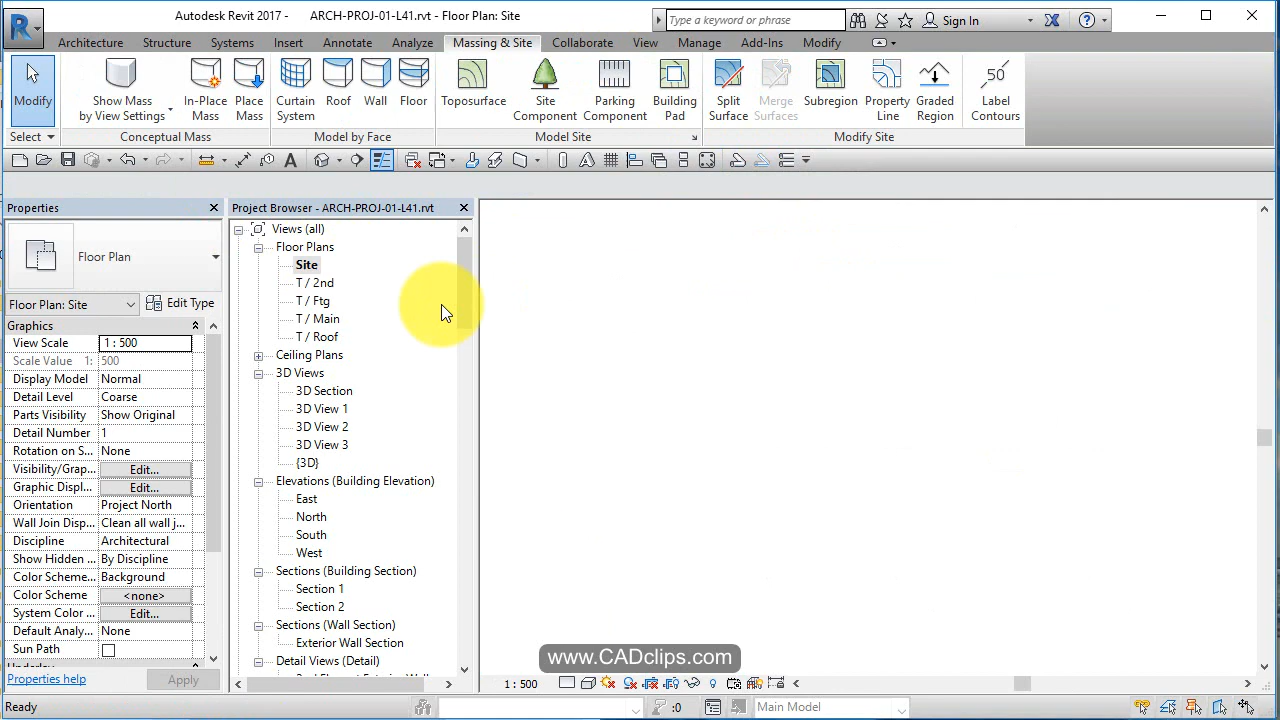 Autodesk Revit 2017 - ARCH-PROJ-01-L41.rvt - Floor Plan: Site
Type a keyword or phrase
Sign In
Architecture Structure Systems Insert Annotate Analyze Massing & Site Collaborate View Manage Add-Ins Modify
Modify
Show Mass by View Settings
In-Place Mass
Place Mass
Curtain System
Roof
Wall
Floor
Toposurface
Site Component
Parking Component
Building Pad
Split Surface
Merge Surfaces
Subregion
Property Line
Graded Region
50
Label Contours
Select
Conceptual Mass
Model by Face
Model Site
Modify Site
Properties
Floor Plan
Floor Plan: Site
Edit Type
Graphics
View Scale 1 : 500
Scale Value 1: 500
Display Model Normal
Detail Level Coarse
Parts Visibility Show Original
Detail Number 1
Rotation on S... None
Visibility/Grap... Edit...
Graphic Displ... Edit...
Orientation Project North
Wall Join Disp... Clean all wall j...
Discipline Architectural
Show Hidden ... By Discipline
Color Scheme... Background
Color Scheme <none>
System Color ... Edit...
Default Analy... None
Sun Path
Properties help
Apply
Project Browser - ARCH-PROJ-01-L41.rvt
Views (all)
Floor Plans
Site
T / 2nd
T / Ftg
T / Main
T / Roof
Ceiling Plans
3D Views
3D Section
3D View 1
3D View 2
3D View 3
{3D}
Elevations (Building Elevation)
East
North
South
West
Sections (Building Section)
Section 1
Section 2
Sections (Wall Section)
Exterior Wall Section
Detail Views (Detail)
www.CADclips.com
1 : 500
Ready
:0
Main Model